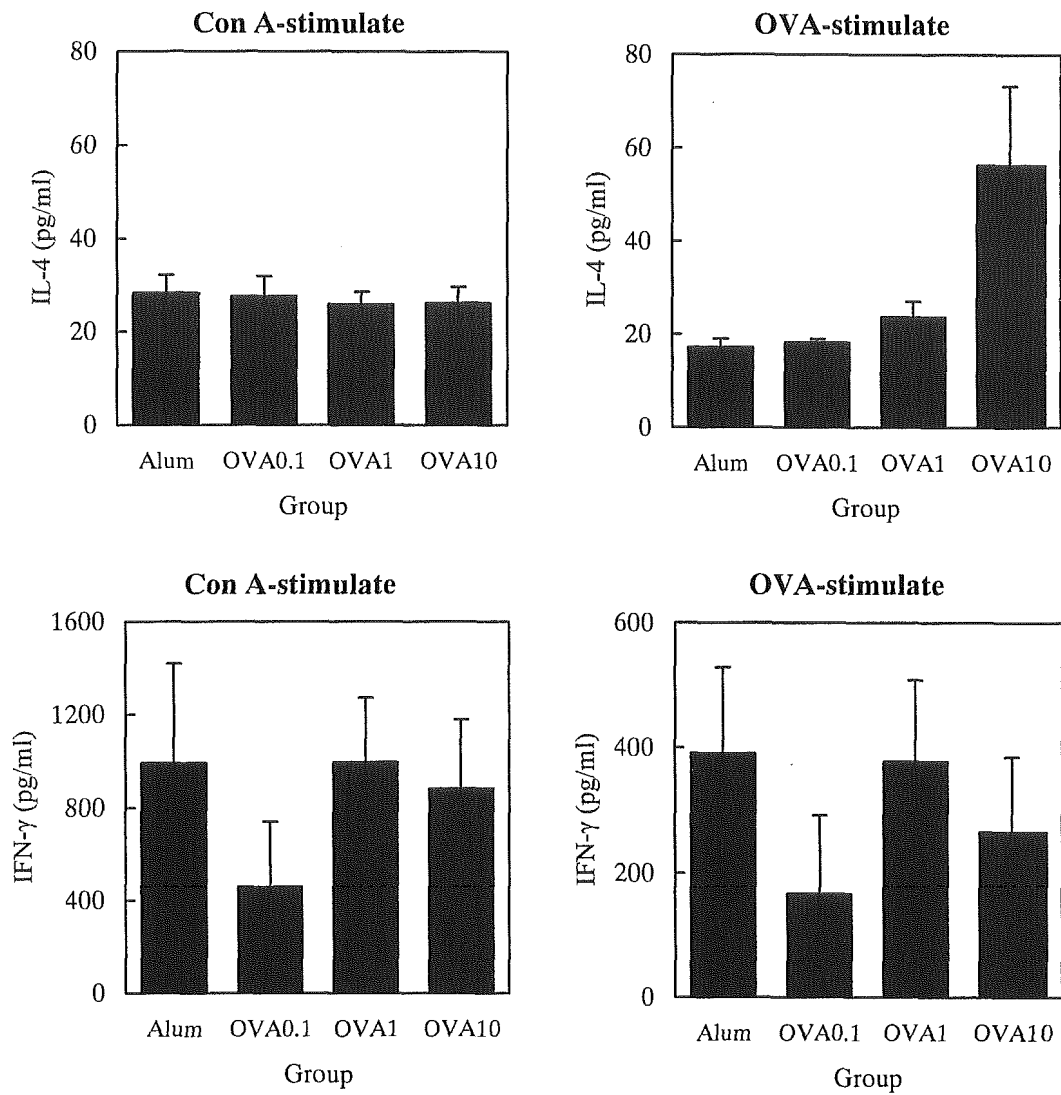 Con A-stimulate
80
60
40
20
0
IL-4 (pg/ml)
Alum OVA0.1 OVA1 OVA10
Group
OVA-stimulate
80
60
40
20
0
IL-4 (pg/ml)
Alum OVA0.1 OVA1 OVA10
Group
Con A-stimulate
1600
1200
800
400
0
IFN-γ (pg/ml)
Alum OVA0.1 OVA1 OVA10
Group
OVA-stimulate
600
400
200
0
IFN-γ (pg/ml)
Alum OVA0.1 OVA1 OVA10
Group